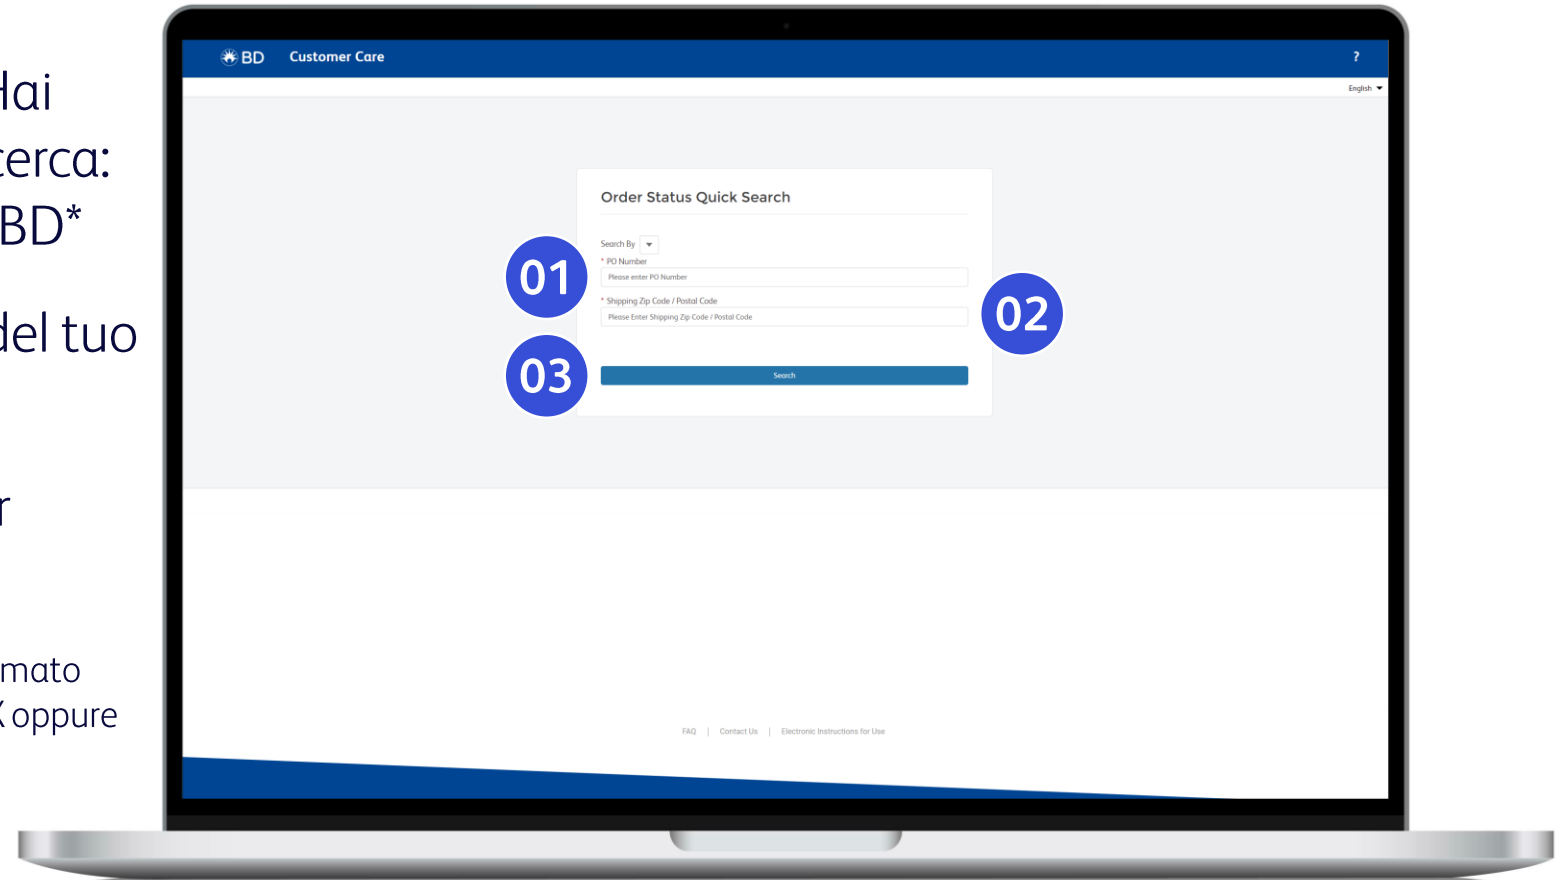 Hai
cerca:
BD*
del tuo
r
mato
X oppure
BD Customer Care ?
English
Order Status Quick Search
Search By
* PO Number
Please enter PO Number
01
* Shipping Zip Code / Postal Code
Please Enter Shipping Zip Code / Postal Code
02
03
Search
FAQ | Contact Us | Electronic Instructions for Use